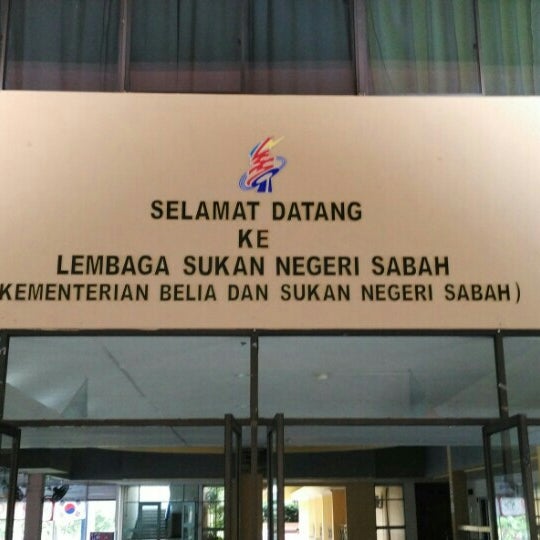 SELAMAT DATANG
KE
LEMBAGA SUKAN NEGERI SABAH
KEMENTERIAN BELIA DAN SUKAN NEGERI SABAH)